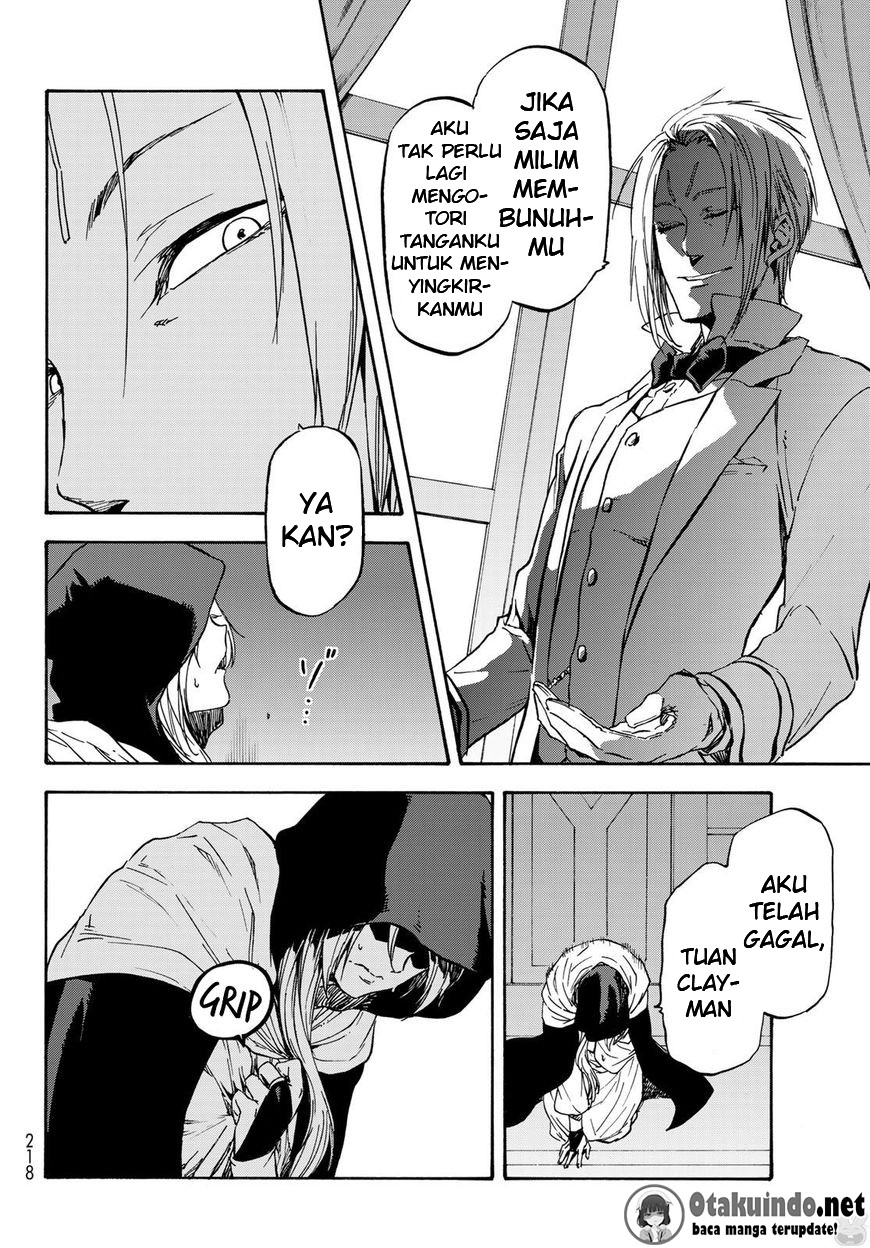 JIKA
SAJA
MILIM
MEM-
BUNUH-
MU
AKU
TAK PERLU
LAGI
MENGO-
TORI
TANGANKU
UNTUK MEN-
YINGKIR-
KANMU
YA
KAN?
AKU
TELAH
GAGAL,
TUAN
CLAY-
MAN
GRIP
218
Otakuindo.net
baca manga terupdate!